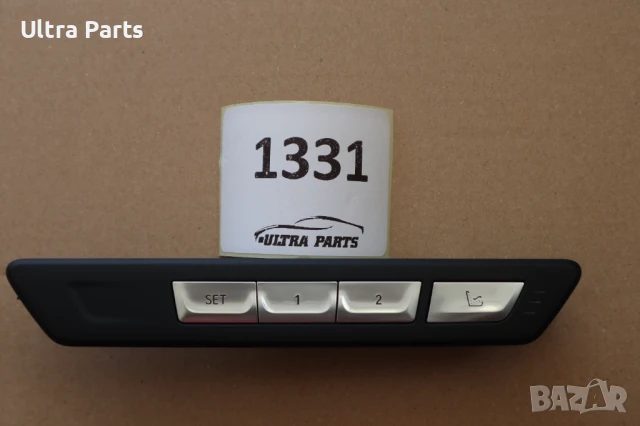 Ultra Parts
1331
ULTRA PARTS
SET 1 2
BAZAR